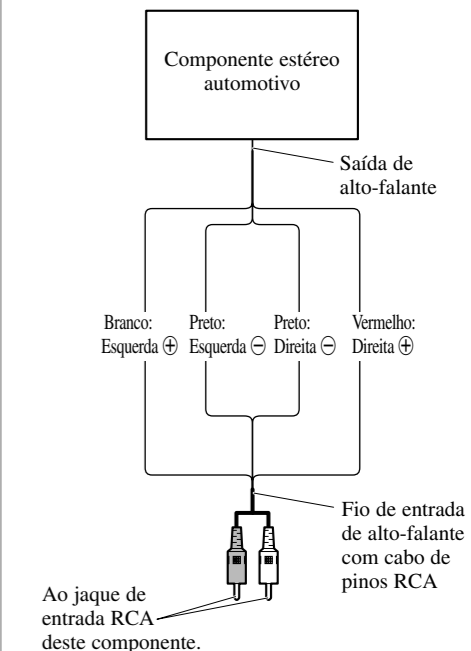 Componente estéreo
automotivo
Saída de
alto-falante
Branco:
Esquerda ⊕
Preto:
Esquerda ⊖
Preto:
Direita ⊖
Vermelho:
Direita ⊕
Fio de entrada
de alto-falante
com cabo de
pinos RCA
Ao jaque de
entrada RCA
deste componente.